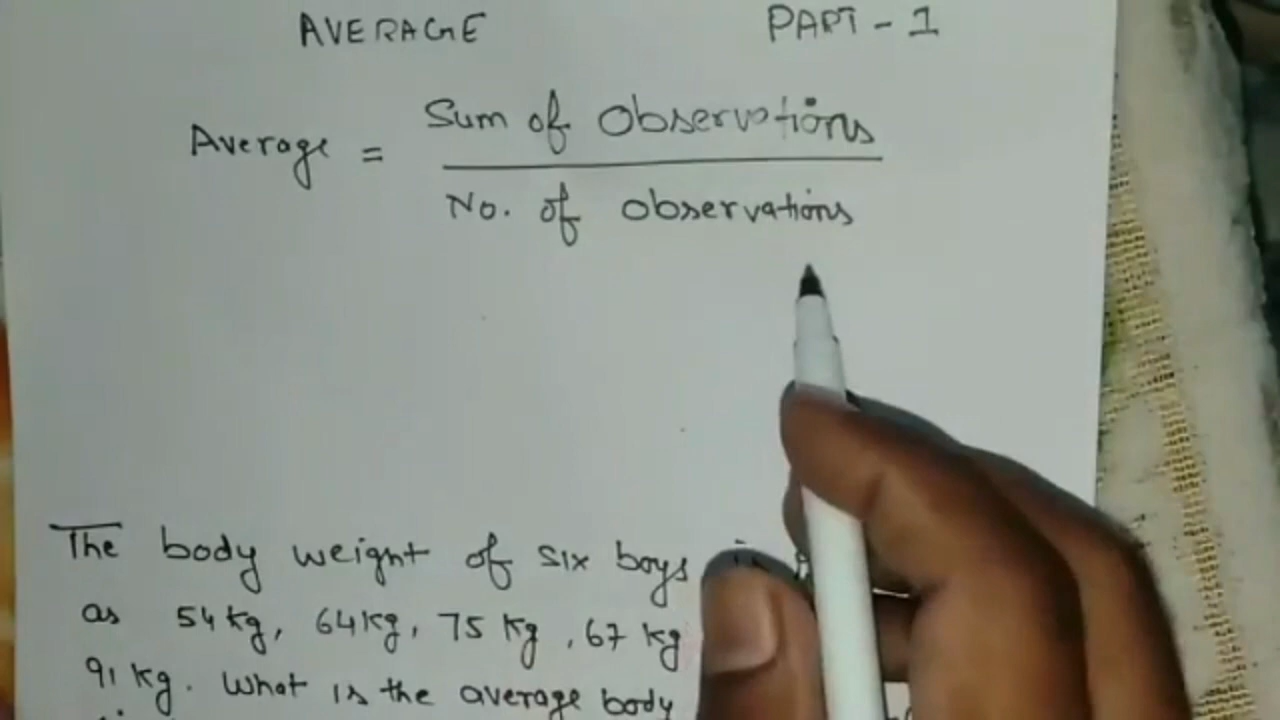 AVERAGE PART - 1
Average = Sum of Observations
No. of observations
The body weight of six boys
as 54 kg, 64 kg, 75 kg, 67 kg
91 kg. What is the average body